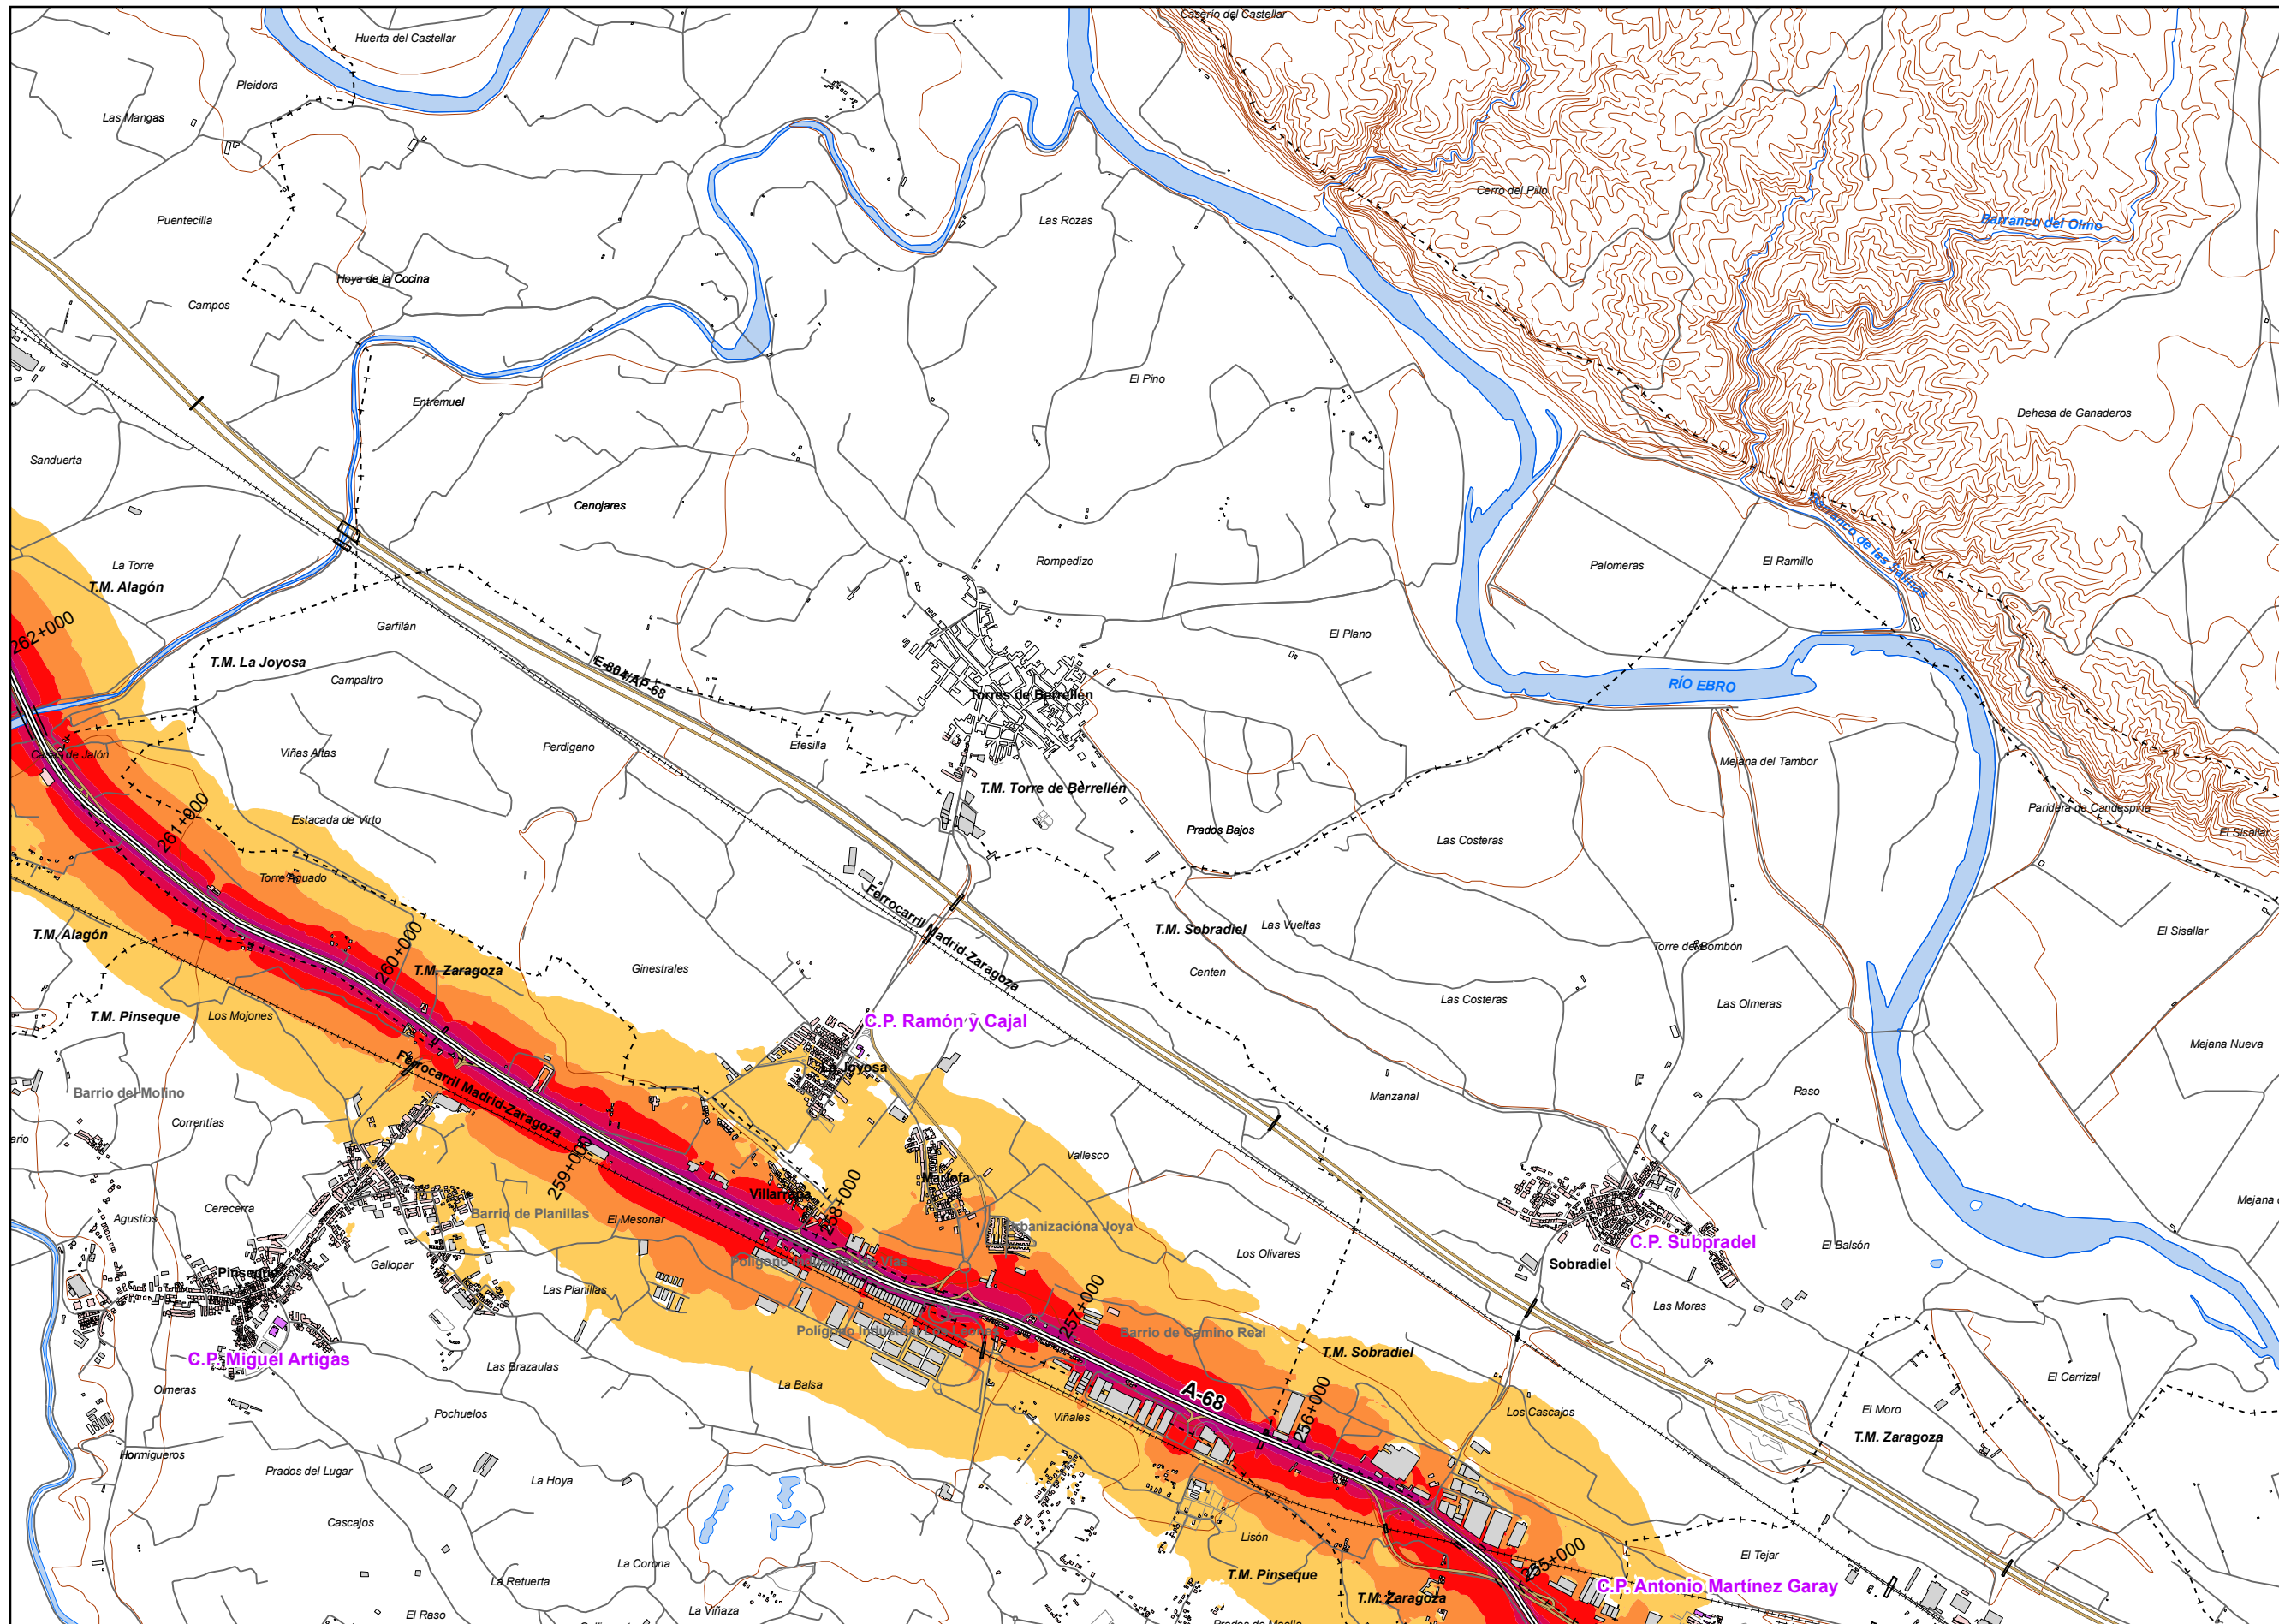 Caserío del Castellar
Huerta del Castellar
Pleidora
Las Mangas
Cerro del Pillo
Puentecilla
Las Rozas
Barranco del Olmo
Hoya de la Cocina
Campos
El Pino
Entremuel
Dehesa de Ganaderos
Sanduerta
Cenojares
Barranco de las Salinas
La Torre
Rompedizo
Palomeras
El Ramillo
T.M. Alagón
262+000
Garfilán
El Plano
T.M. La Joyosa
E-804/AP-68
Campaltro
RÍO EBRO
Torres de Berrellén
Casas de Jalón
Viñas Altas
Perdigano
Efesilla
Mejana del Tambor
T.M. Torre de Berrellén
261+000
Estacada de Virto
Paridera de Candespina
Prados Bajos
Las Costeras
El Sisallar
Torre Aguado
Ferrocarril Madrid-Zaragoza
T.M. Alagón
T.M. Sobradiel
Las Vueltas
El Sisallar
Torre del Bombón
260+000
T.M. Zaragoza
Ginestrales
Centen
Las Costeras
Las Olmeras
T.M. Pinseque
Los Mojones
C.P. Ramón y Cajal
Mejana Nueva
Ferrocarril Madrid-Zaragoza
La Joyosa
Barrio del Molino
Manzanal
Raso
Correntías
ario
Vallesco
259+000
Villarrapa
Marlofa
258+000
Mejana
Cerecerra
Agustios
Barrio de Planillas
El Mesonar
Urbanizacióna Joya
Los Olivares
C.P. Subpradel
El Balsón
Gallopar
Pinseque
Sobradiel
Las Planillas
257+000
Las Moras
Barrio de Camino Real
C.P. Miguel Artigas
Las Brazaulas
T.M. Sobradiel
La Balsa
Olmeras
A-68
El Carrizal
Pochuelos
Viñales
256+000
Los Cascajos
El Moro
T.M. Zaragoza
Hormigueros
Prados del Lugar
La Hoya
Cascajos
Lisón
La Corona
255+000
El Tejar
La Retuerta
T.M. Pinseque
C.P. Antonio Martínez Garay
T.M. Zaragoza
El Raso
La Viñaza